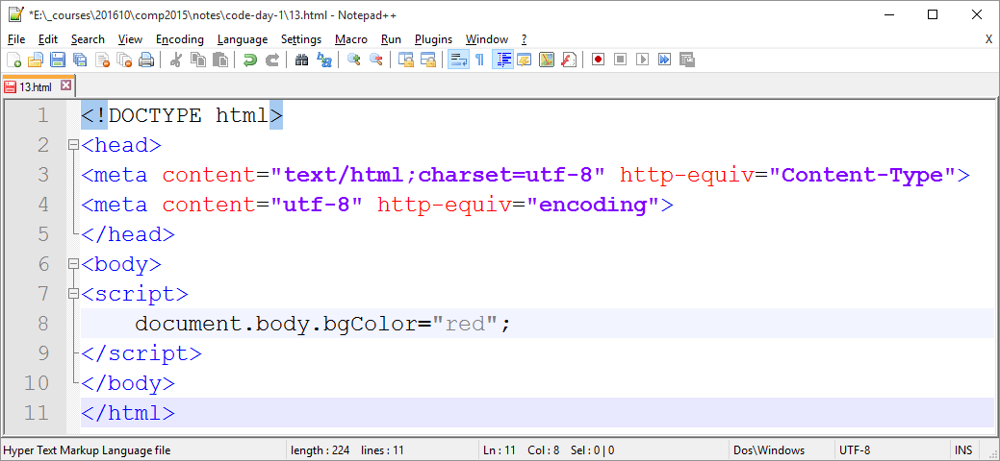 *E:\_courses\201610\comp2015\notes\code-day-1\13.html - Notepad++
File Edit Search View Encoding Language Settings Macro Run Plugins Window ? X
13.html
1 <!DOCTYPE html>
2 <head>
3 <meta content="text/html;charset=utf-8" http-equiv="Content-Type">
4 <meta content="utf-8" http-equiv="encoding">
5 </head>
6 <body>
7 <script>
8     document.body.bgColor="red";
9 </script>
10 </body>
11 </html>
Hyper Text Markup Language file length : 224 lines : 11 Ln : 11 Col : 8 Sel : 0 | 0 Dos\Windows UTF-8 INS